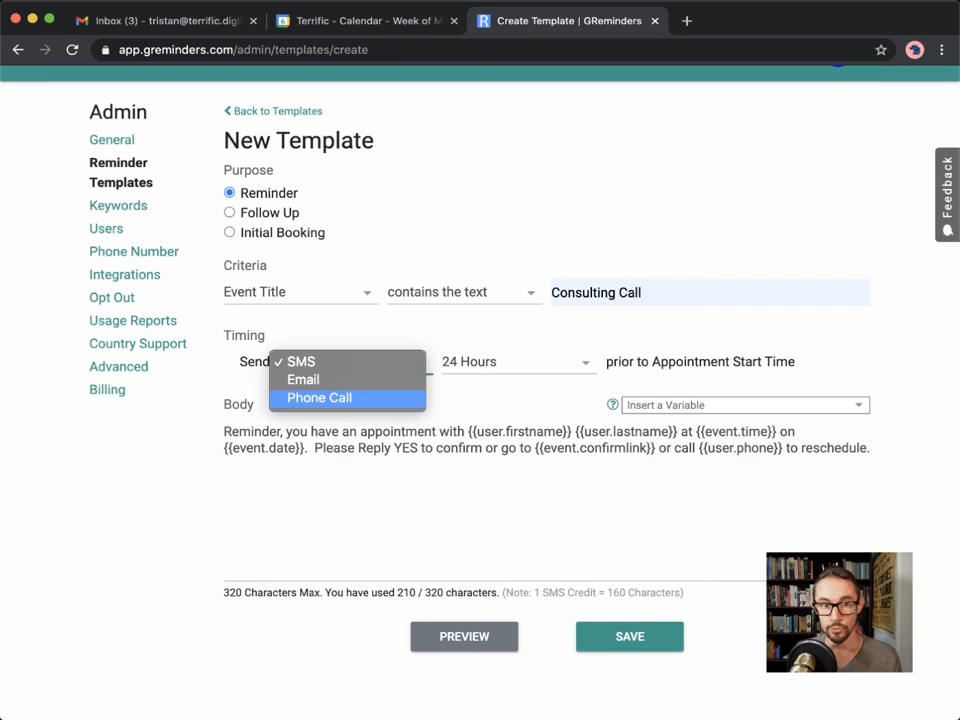 Inbox (3) - tristan@terrific.digi
Terrific - Calendar - Week of M
Create Template | GReminders
app.greminders.com/admin/templates/create
Admin
General
Reminder
Templates
Keywords
Users
Phone Number
Integrations
Opt Out
Usage Reports
Country Support
Advanced
Billing
Back to Templates
New Template
Purpose
Reminder
Follow Up
Initial Booking
Criteria
Event Title contains the text Consulting Call
Timing
Send ✓ SMS 24 Hours prior to Appointment Start Time
Email
Phone Call
Body ? Insert a Variable
Reminder, you have an appointment with {{user.firstname}} {{user.lastname}} at {{event.time}} on
{{event.date}}.  Please Reply YES to confirm or go to {{event.confirmlink}} or call {{user.phone}} to reschedule.
320 Characters Max. You have used 210 / 320 characters. (Note: 1 SMS Credit = 160 Characters)
PREVIEW SAVE
Feedback